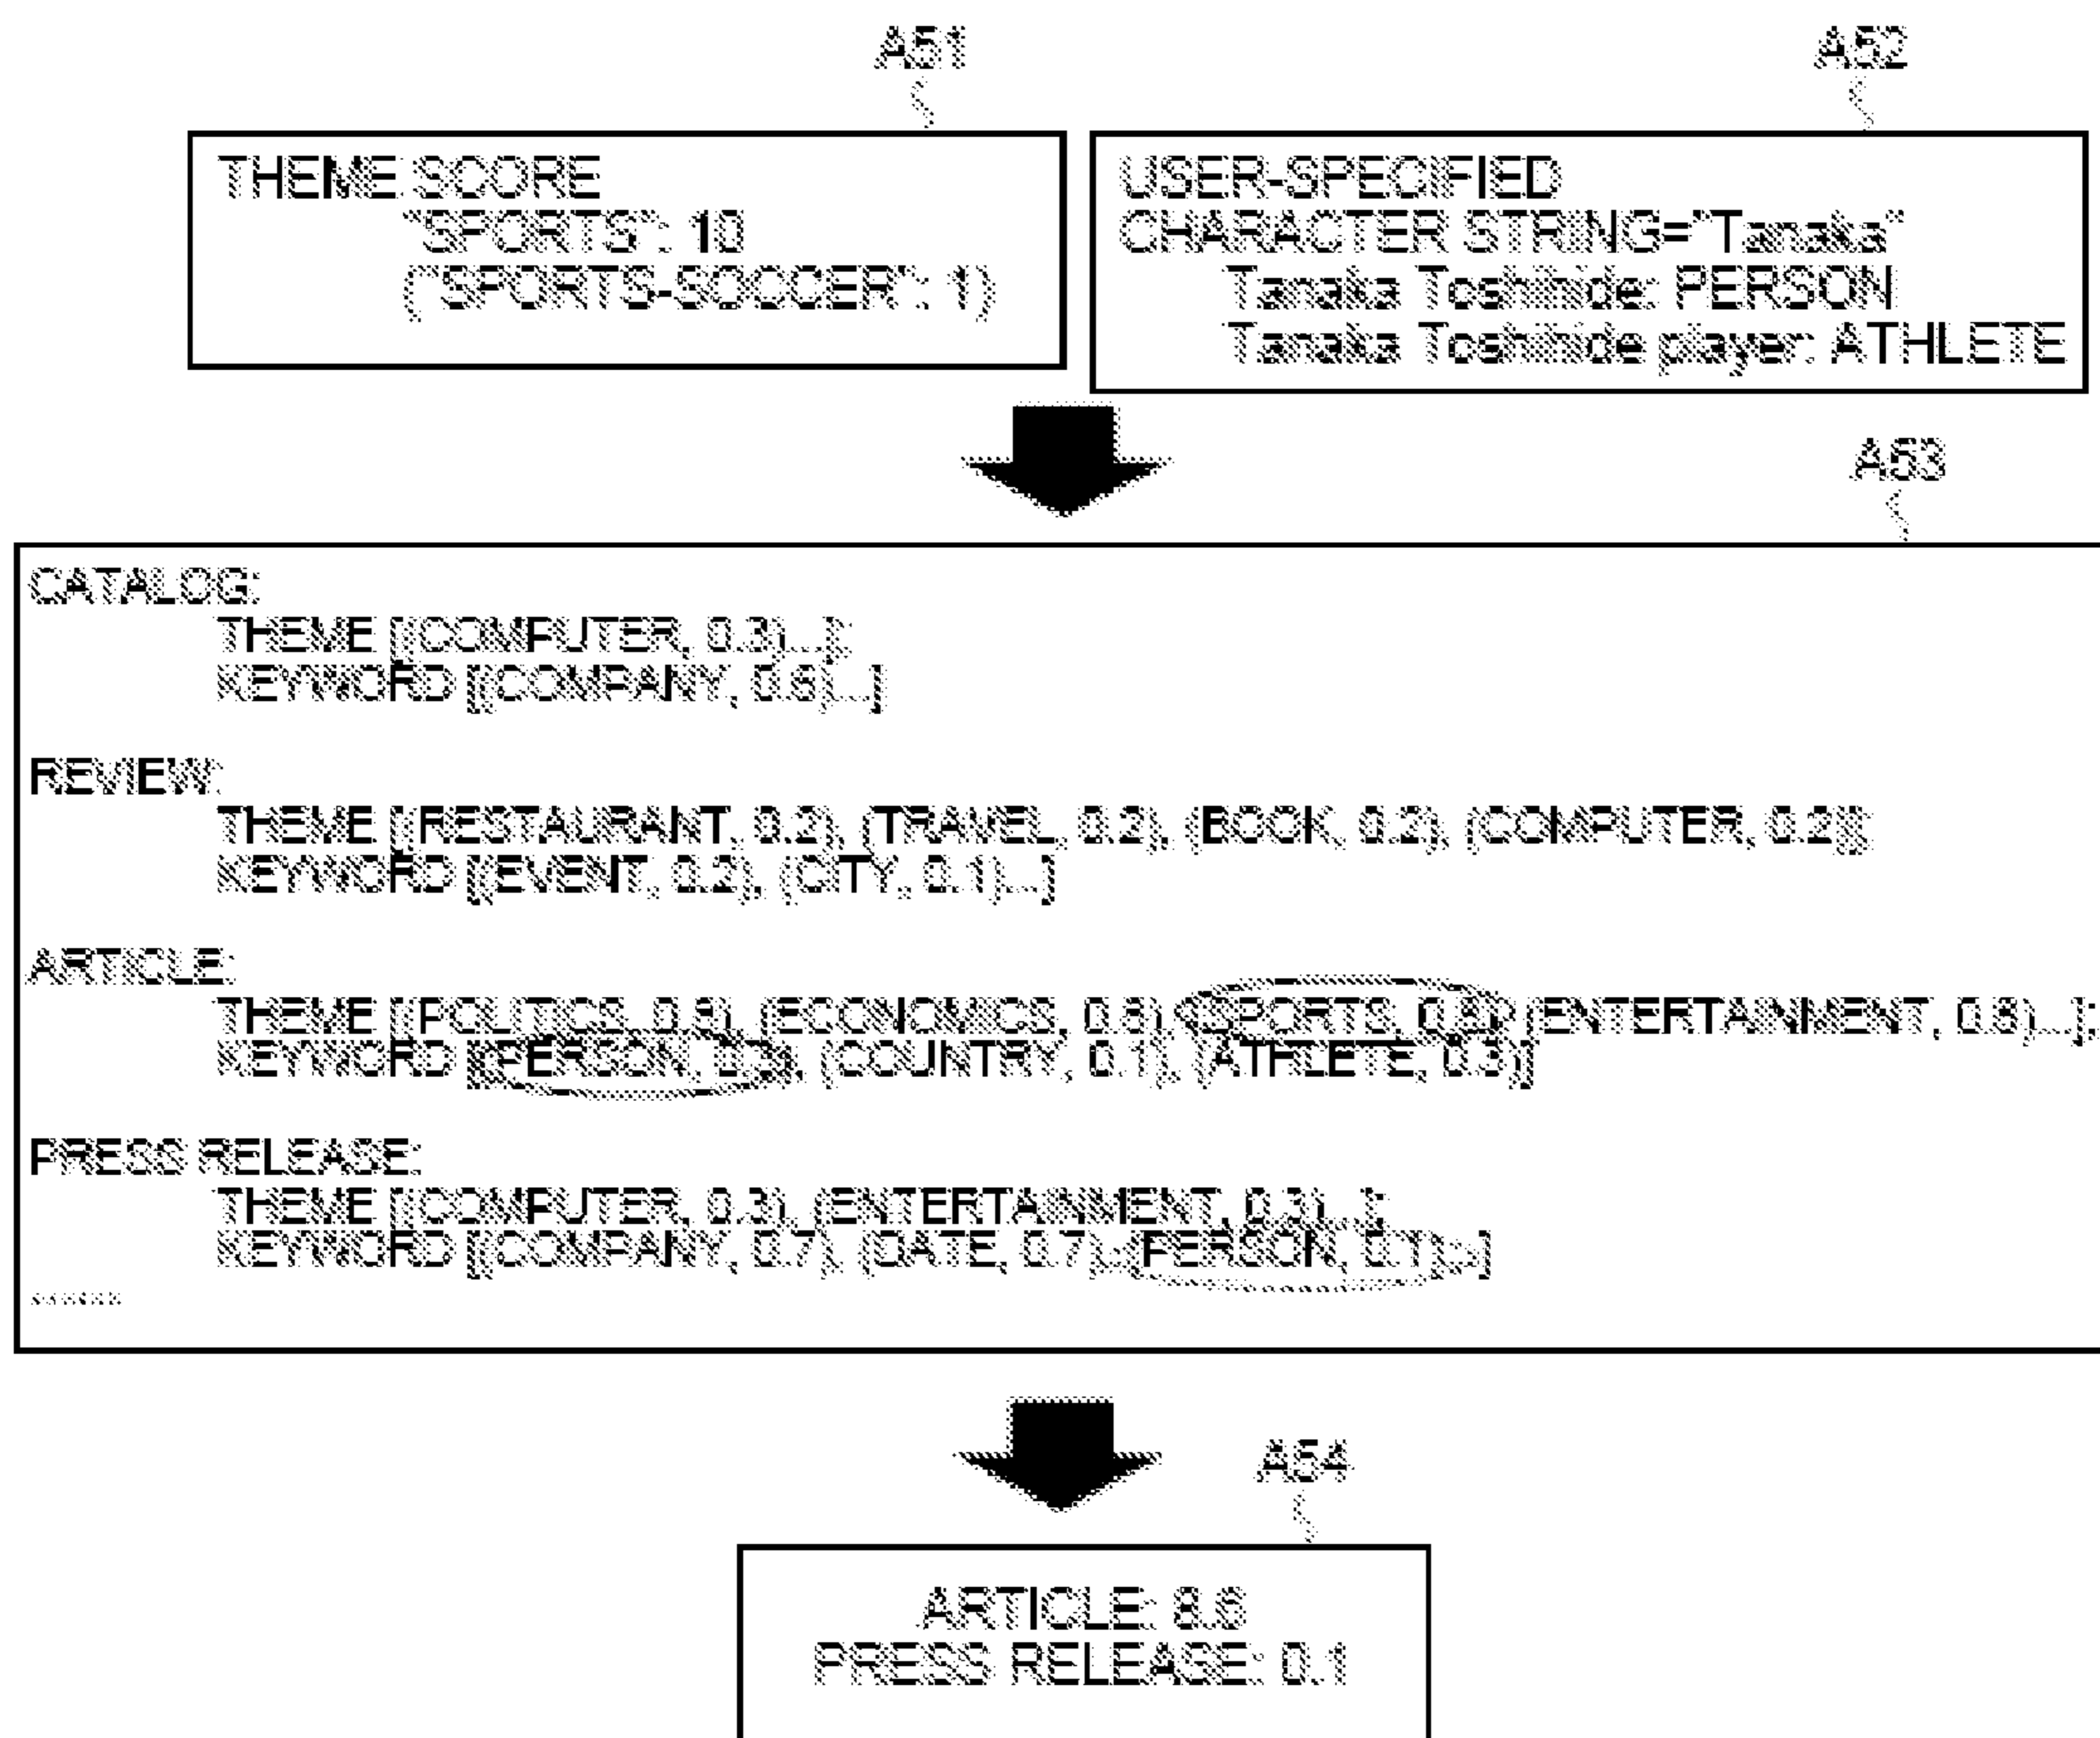 A51
A52
THEME SCORE
"SPORTS": 10
("SPORTS-SOCCER": 1)
USER-SPECIFIED
CHARACTER STRING="Tanaka"
Tanaka Toshihide: PERSON
Tanaka Toshihide player: ATHLETE
A53
CATALOG:
THEME [(COMPUTER, 0.3)...];
KEYWORD [(COMPANY, 0.6)...]
REVIEW:
THEME [(RESTAURANT, 0.2), (TRAVEL, 0.2), (BOOK, 0.2), (COMPUTER, 0.2)];
KEYWORD [(EVENT, 0.2), (CITY, 0.1)...]
ARTICLE:
THEME [(POLITICS, 0.8), (ECONOMICS, 0.8), (SPORTS, 0.8), (ENTERTAINMENT, 0.8)...];
KEYWORD [(PERSON, 0.3), (COUNTRY, 0.1), (ATHLETE, 0.3)]
PRESS RELEASE:
THEME [(COMPUTER, 0.3), (ENTERTAINMENT, 0.3)...];
KEYWORD [(COMPANY, 0.7), (DATE, 0.7), (PERSON, 0.1)...]
......
A54
ARTICLE: 8.6
PRESS RELEASE: 0.1